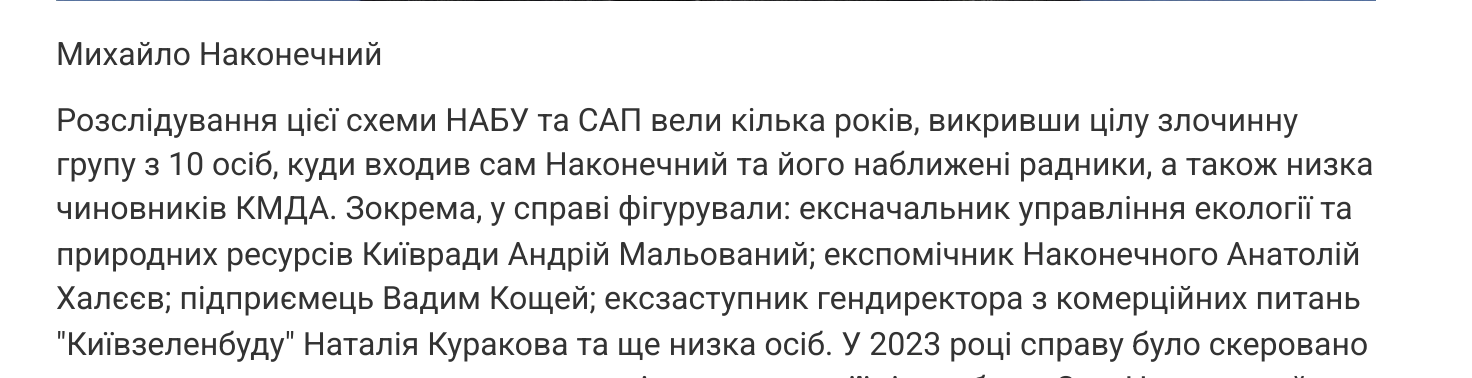 Михайло Наконечний
Розслідування цієї схеми НАБУ та САП вели кілька років, викривши цілу злочинну
групу з 10 осіб, куди входив сам Наконечний та його наближені радники, а також низка
чиновників КМДА. Зокрема, у справі фігурували: ексначальник управління екології та
природних ресурсів Київради Андрій Мальований; експомічник Наконечного Анатолій
Халєєв; підприємець Вадим Кощей; ексзаступник гендиректора з комерційних питань
"Київзеленбуду" Наталія Куракова та ще низка осіб. У 2023 році справу було скеровано